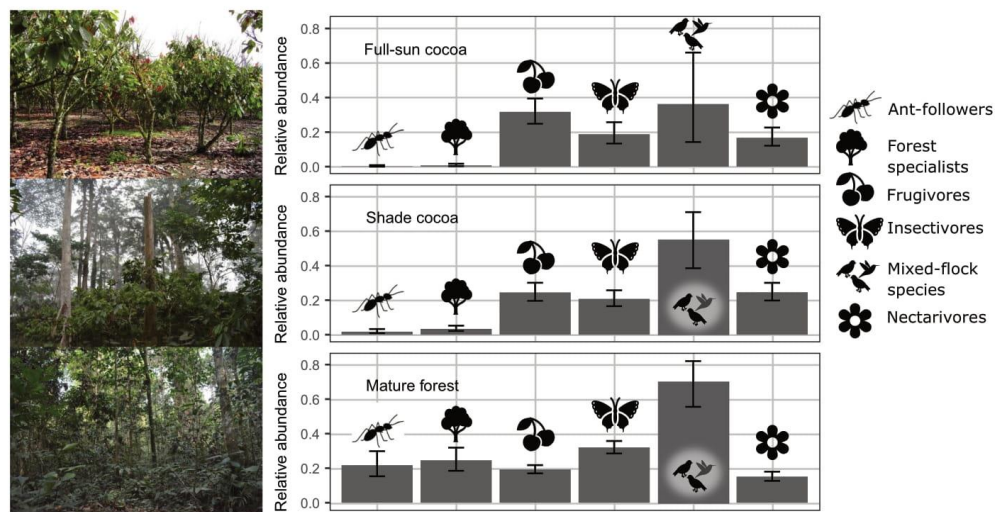 Relative abundance
0.8
0.6
0.4
0.2
0.0
Full-sun cocoa
Relative abundance
0.8
0.6
0.4
0.2
0.0
Shade cocoa
Relative abundance
0.8
0.6
0.4
0.2
0.0
Mature forest
Ant-followers
Forest
specialists
Frugivores
Insectivores
Mixed-flock
species
Nectarivores